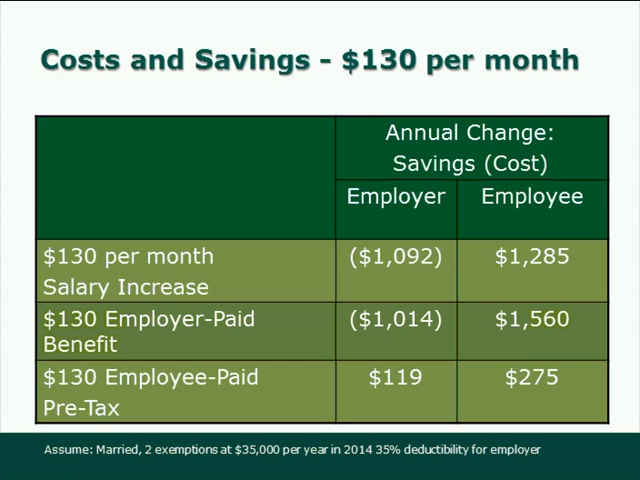 Costs and Savings - $130 per month
Annual Change:
Savings (Cost)
Employer
Employee
$130 per month
Salary Increase
($1,092)
$1,285
$130 Employer-Paid
Benefit
($1,014)
$1,560
$130 Employee-Paid
Pre-Tax
$119
$275
Assume: Married, 2 exemptions at $35,000 per year in 2014 35% deductibility for employer